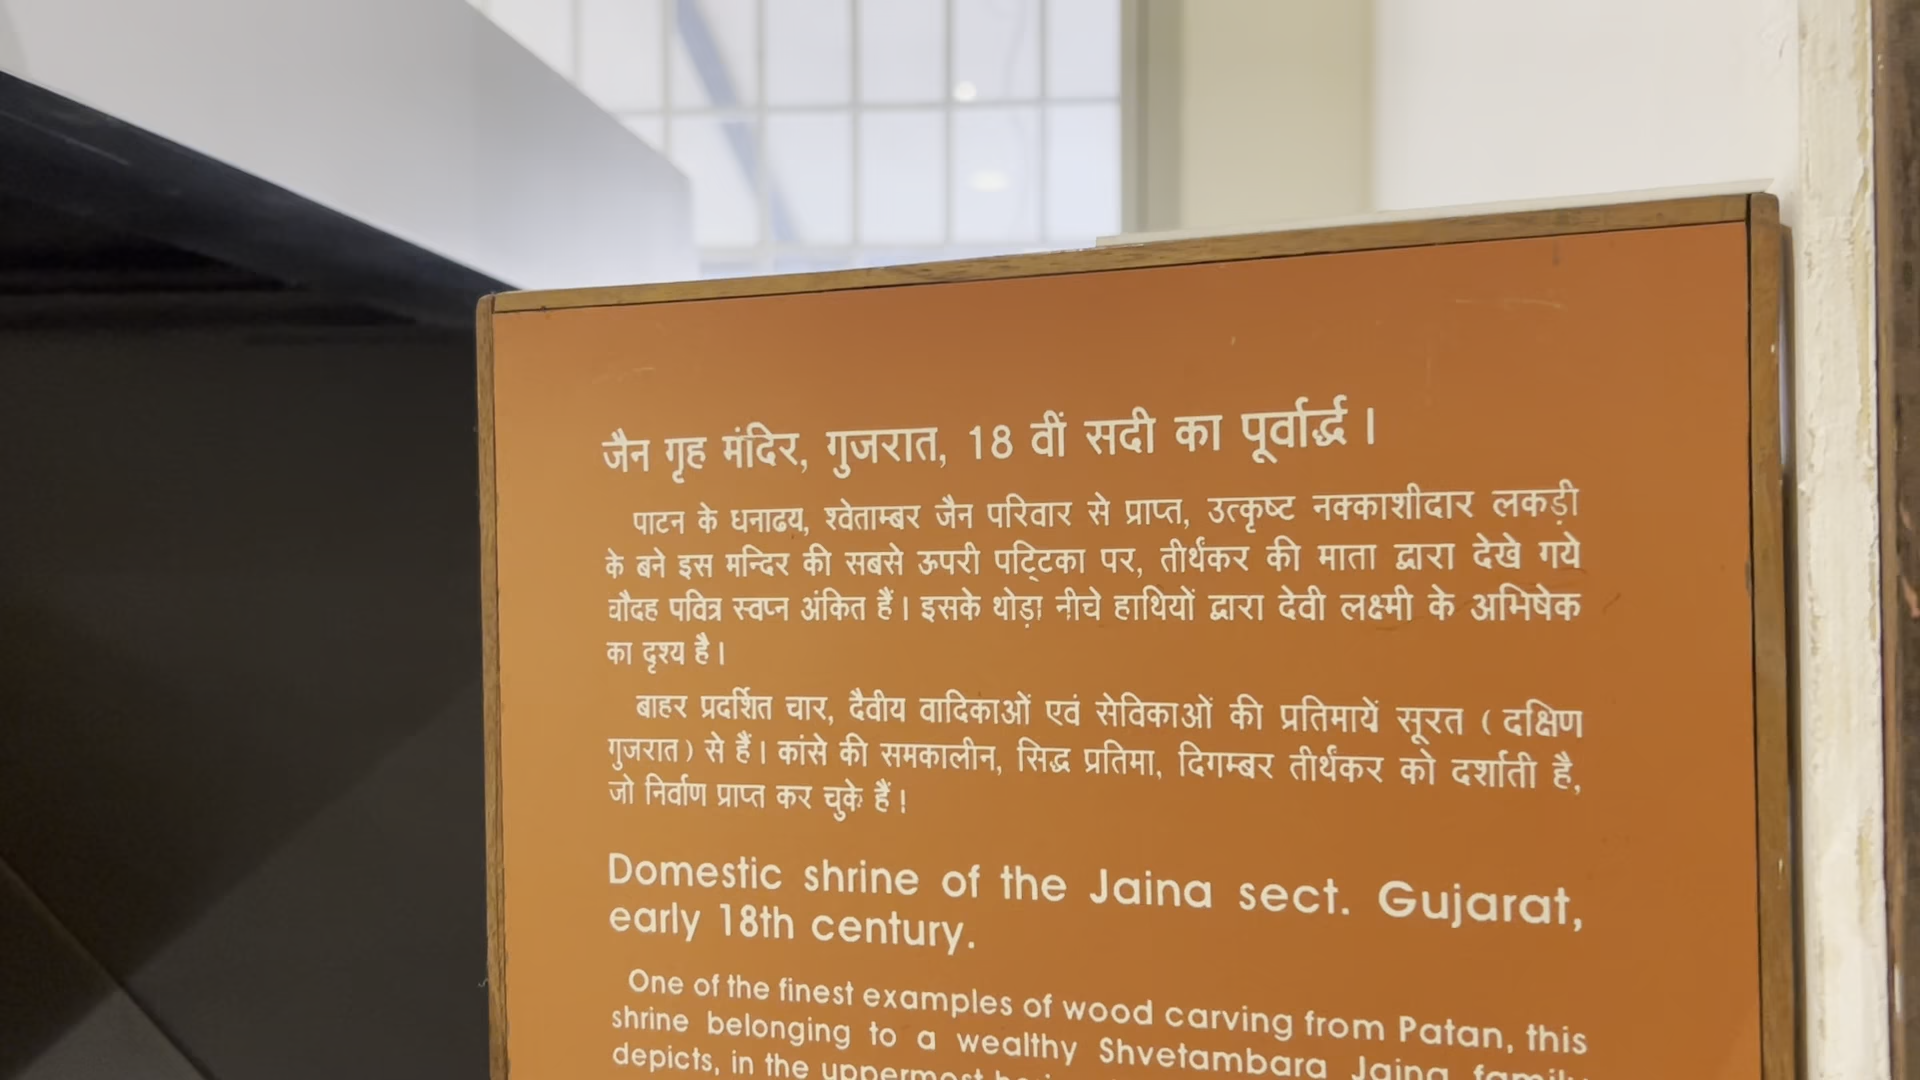 जैन गृह मंदिर, गुजरात, 18 वीं सदी का पूर्वार्द्ध।
पाटन के धनाढय, श्वेताम्बर जैन परिवार से प्राप्त, उत्कृष्ट नक्काशीदार लकड़ी
के बने इस मन्दिर की सबसे ऊपरी पट्टिका पर, तीर्थंकर की माता द्वारा देखे गये
चौदह पवित्र स्वप्न अंकित हैं। इसके थोड़ा नीचे हाथियों द्वारा देवी लक्ष्मी के अभिषेक
का दृश्य है।
बाहर प्रदर्शित चार, दैवीय वादिकाओं एवं सेविकाओं की प्रतिमायें सूरत (दक्षिण
गुजरात) से हैं। कांसे की समकालीन, सिद्ध प्रतिमा, दिगम्बर तीर्थंकर को दर्शाती है,
जो निर्वाण प्राप्त कर चुके हैं!
Domestic shrine of the Jaina sect. Gujarat,
early 18th century.
One of the finest examples of wood carving from Patan, this
shrine belonging to a wealthy Shvetambara Jaina family
depicts, in the uppermost